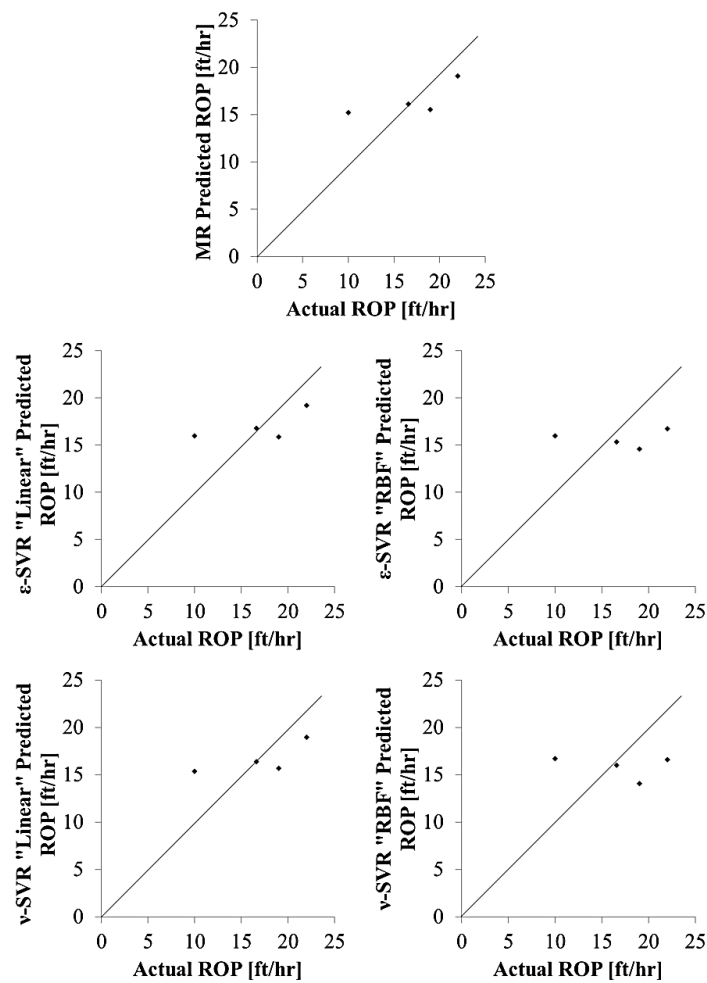 MR Predicted ROP [ft/hr]
25
20
15
10
5
0
0 5 10 15 20 25
Actual ROP [ft/hr]
ε-SVR "Linear" Predicted
ROP [ft/hr]
25
20
15
10
5
0
0 5 10 15 20 25
Actual ROP [ft/hr]
ε-SVR "RBF" Predicted
ROP [ft/hr]
25
20
15
10
5
0
0 5 10 15 20 25
Actual ROP [ft/hr]
ν-SVR "Linear" Predicted
ROP [ft/hr]
25
20
15
10
5
0
0 5 10 15 20 25
Actual ROP [ft/hr]
ν-SVR "RBF" Predicted
ROP [ft/hr]
25
20
15
10
5
0
0 5 10 15 20 25
Actual ROP [ft/hr]